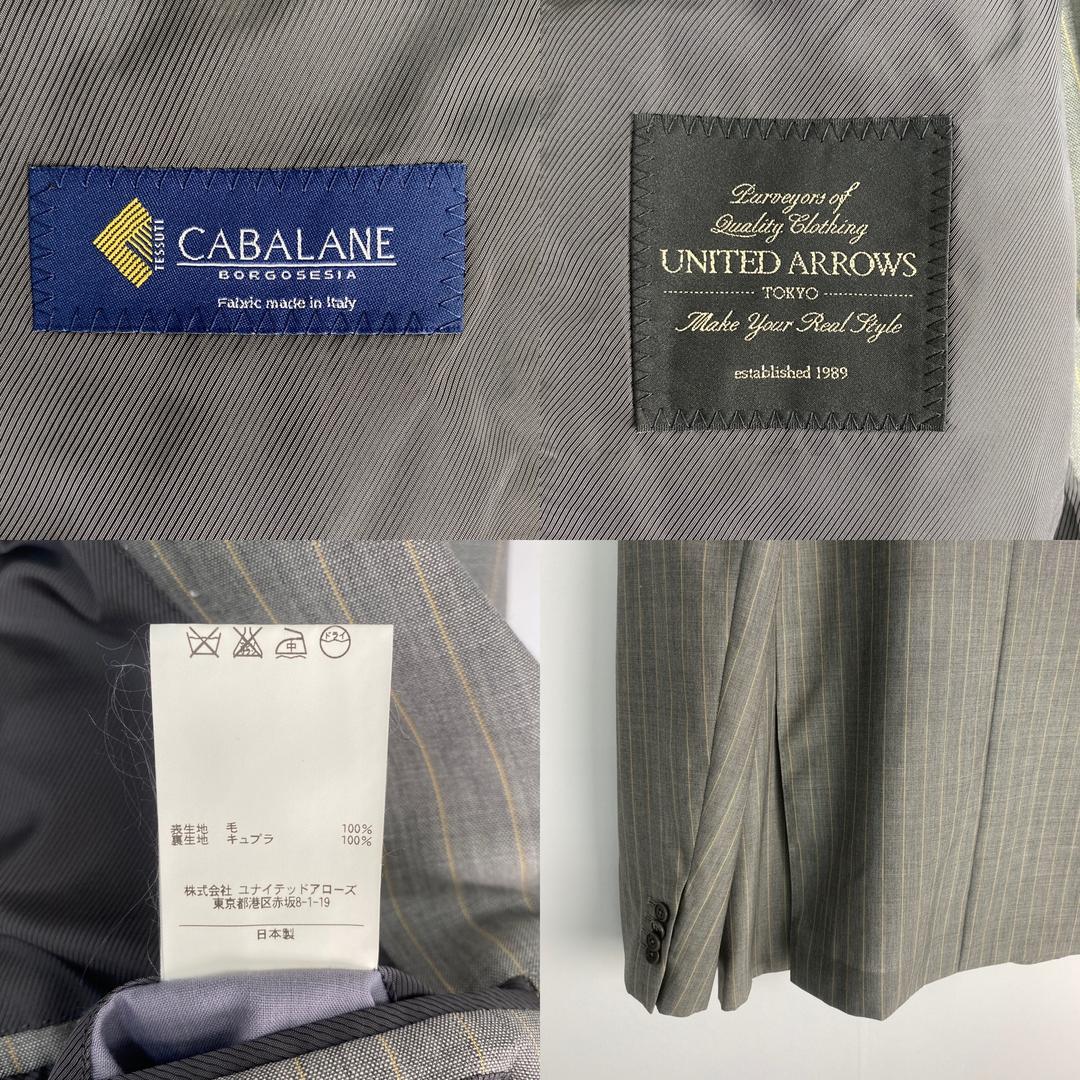 TESSUTI
CABALANE
BORGOSESIA
Fabric made in Italy
Purveyors of
Quality Clothing
UNITED ARROWS
TOKYO
Make Your Real Style
established 1989
中 ドライ
表生地 毛 100%
裏生地 キュプラ 100%
株式会社 ユナイテッドアローズ
東京都港区赤坂8-1-19
日本製